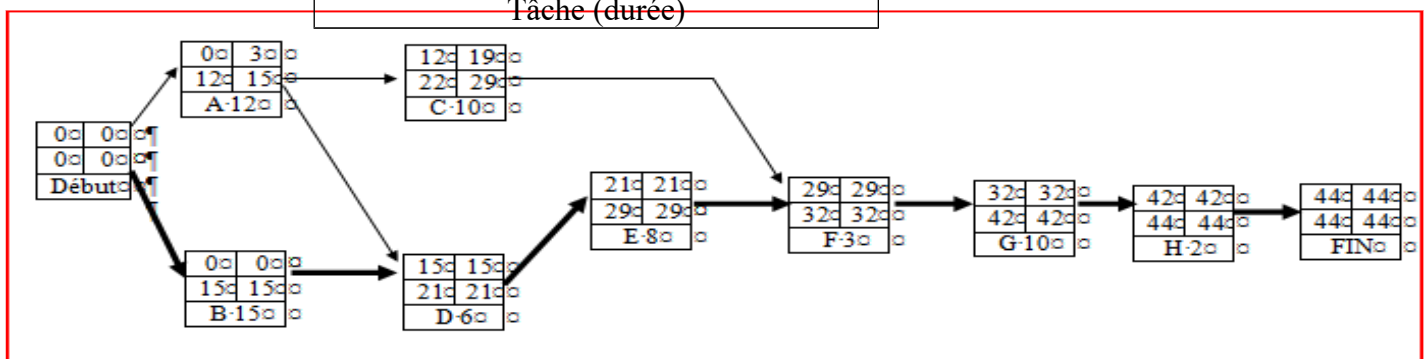 Tâche (durée)
0¤ 0¤ ¤¶
0¤ 0¤ ¤¶
Début¤ ¤¶
0¤ 3¤ ¤
12¤ 15¤¤
A·12¤ ¤
0¤ 0¤ ¤
15¤ 15¤¤
B·15¤ ¤
12¤ 19¤¤
22¤ 29¤¤
C·10¤ ¤
15¤ 15¤¤
21¤ 21¤¤
D·6¤ ¤
21¤ 21¤¤
29¤ 29¤¤
E·8¤ ¤
29¤ 29¤¤
32¤ 32¤¤
F·3¤ ¤
32¤ 32¤¤
42¤ 42¤¤
G·10¤ ¤
42¤ 42¤¤
44¤ 44¤¤
H·2¤ ¤
44¤ 44¤¤
44¤ 44¤¤
FIN¤ ¤